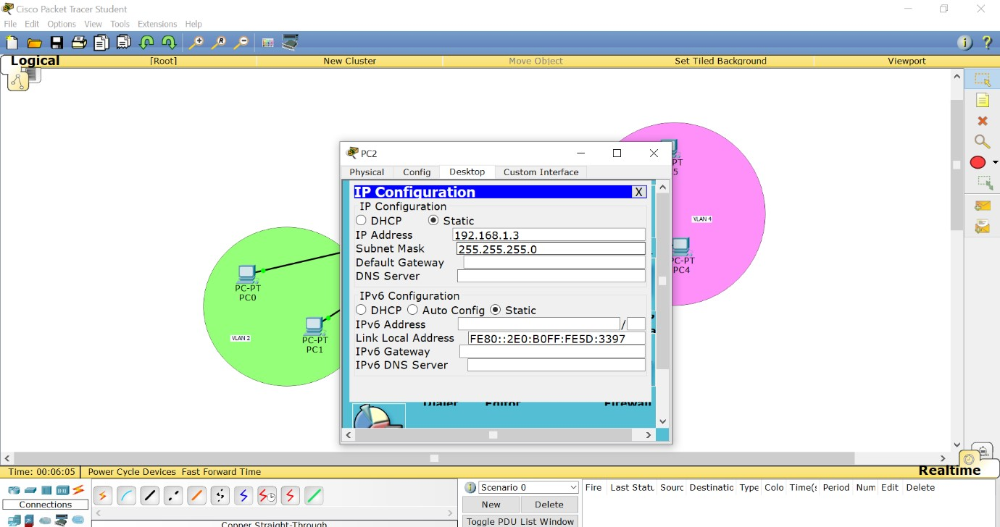 Cisco Packet Tracer Student
File Edit Options View Tools Extensions Help
Logical [Root] New Cluster Move Object Set Tiled Background Viewport
PC2
Physical Config Desktop Custom Interface
IP Configuration X
IP Configuration
DHCP Static
IP Address 192.168.1.3
Subnet Mask 255.255.255.0
Default Gateway
DNS Server
IPv6 Configuration
DHCP Auto Config Static
IPv6 Address /
Link Local Address FE80::2E0:B0FF:FE5D:3397
IPv6 Gateway
IPv6 DNS Server
Dialer Editor Firewall
PC-PT
PC0
PC-PT
PC1
VLAN 2
PT
5
VLAN 4
PC-PT
PC4
Time: 00:06:05 Power Cycle Devices Fast Forward Time Realtime
Connections
Copper Straight-Through
Scenario 0
New Delete
Toggle PDU List Window
Fire Last Statu Sourc Destinatic Type Colo Time(s Period Num Edit Delete